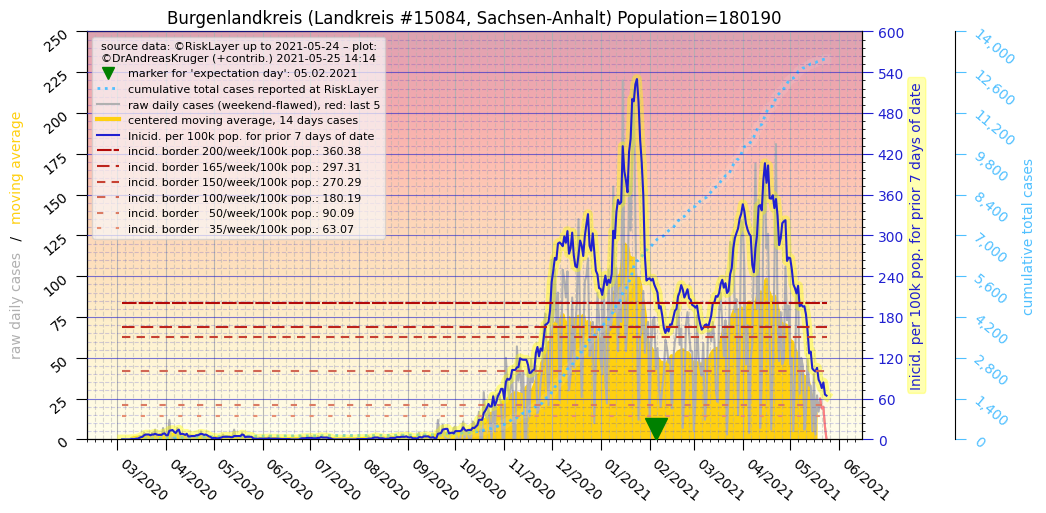 Burgenlandkreis (Landkreis #15084, Sachsen-Anhalt) Population=180190
source data: ©RiskLayer up to 2021-05-24 – plot:
©DrAndreasKruger (+contrib.) 2021-05-25 14:14
marker for 'expectation day': 05.02.2021
cumulative total cases reported at RiskLayer
raw daily cases (weekend-flawed), red: last 5
centered moving average, 14 days cases
Inicid. per 100k pop. for prior 7 days of date
incid. border 200/week/100k pop.: 360.38
incid. border 165/week/100k pop.: 297.31
incid. border 150/week/100k pop.: 270.29
incid. border 100/week/100k pop.: 180.19
incid. border 50/week/100k pop.: 90.09
incid. border 35/week/100k pop.: 63.07
raw daily cases / moving average
250
225
200
175
150
125
100
75
50
25
0
03/2020
04/2020
05/2020
06/2020
07/2020
08/2020
09/2020
10/2020
11/2020
12/2020
01/2021
02/2021
03/2021
04/2021
05/2021
06/2021
600
540
480
420
360
300
240
180
120
60
0
Inicid. per 100k pop. for prior 7 days of date
14,000
12,600
11,200
9,800
8,400
7,000
5,600
4,200
2,800
1,400
0
cumulative total cases